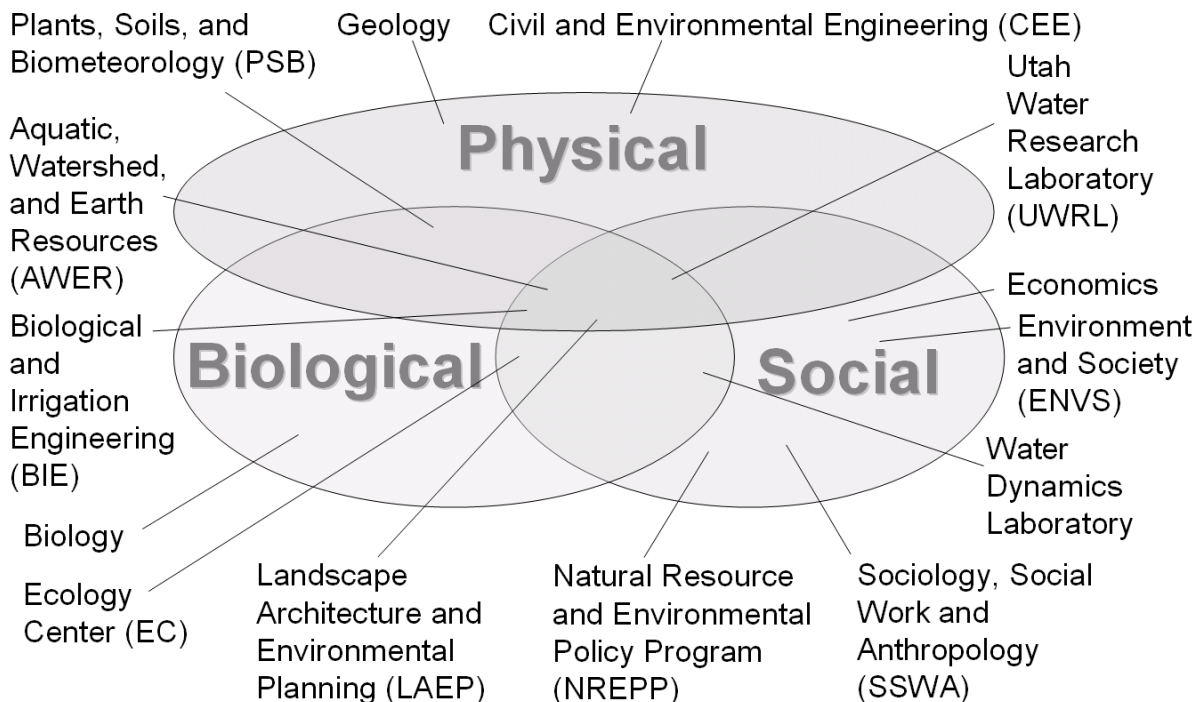 Plants, Soils, and
Biometeorology (PSB)
Geology
Civil and Environmental Engineering (CEE)
Utah
Water
Research
Laboratory
(UWRL)
Aquatic,
Watershed,
and Earth
Resources
(AWER)
Physical
Economics
Environment
and Society
(ENVS)
Biological
and
Irrigation
Engineering
(BIE)
Biological
Social
Water
Dynamics
Laboratory
Biology
Ecology
Center (EC)
Landscape
Architecture and
Environmental
Planning (LAEP)
Natural Resource
and Environmental
Policy Program
(NREPP)
Sociology, Social
Work and
Anthropology
(SSWA)